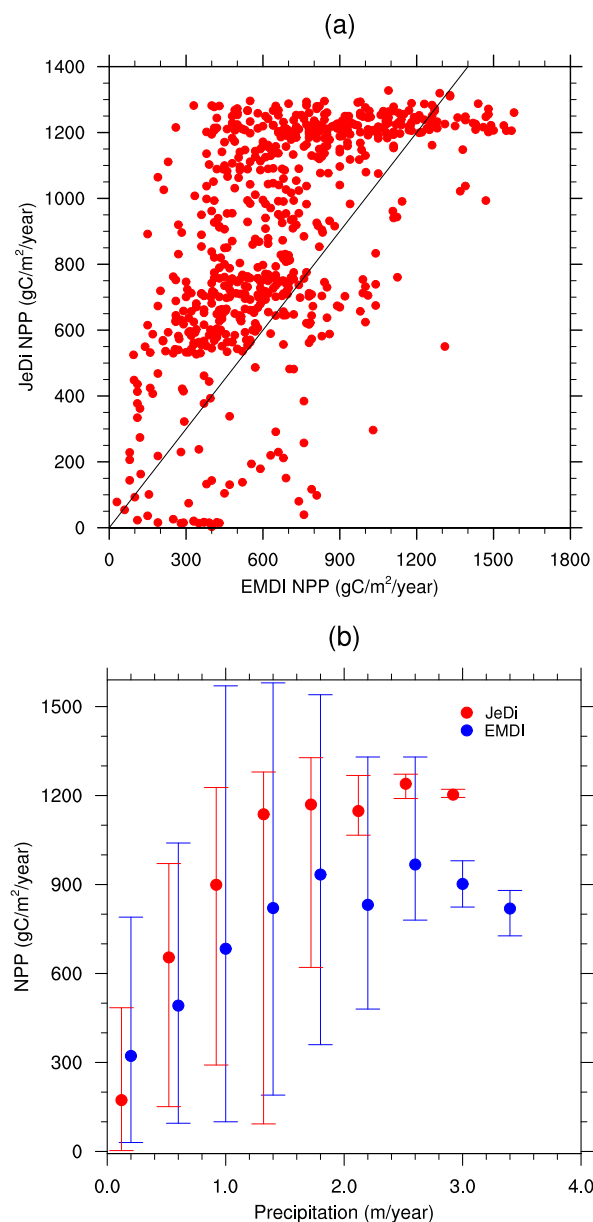 (a)
1400
1200
1000
800
600
400
200
0
JeDi NPP (gC/m²/year)
0 300 600 900 1200 1500 1800
EMDI NPP (gC/m²/year)
(b)
1500
1200
900
600
300
0
NPP (gC/m²/year)
JeDi
EMDI
0.0 1.0 2.0 3.0 4.0
Precipitation (m/year)